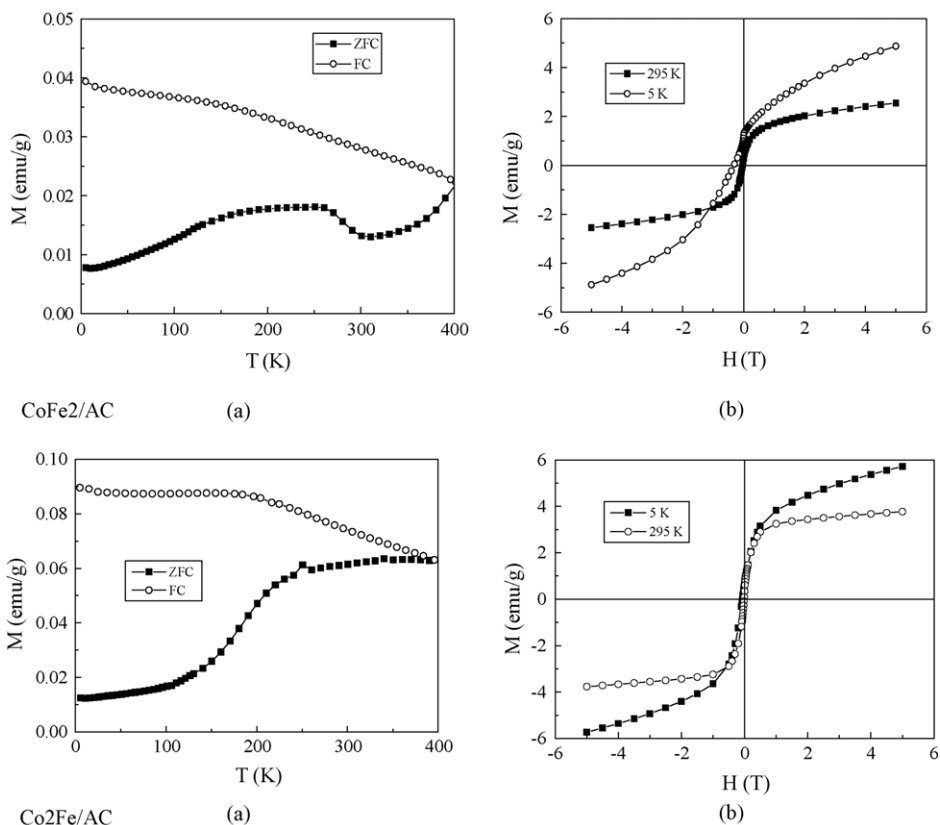 0.05
0.04
0.03
0.02
0.01
0.00
M (emu/g)
ZFC
FC
0 100 200 300 400
T (K)
6
4
2
0
-2
-4
-6
M (emu/g)
295 K
5 K
-6 -4 -2 0 2 4 6
H (T)
CoFe2/AC (a) (b)
0.10
0.08
0.06
0.04
0.02
0.00
M (emu/g)
ZFC
FC
0 100 200 300 400
T (K)
6
4
2
0
-2
-4
-6
M (emu/g)
5 K
295 K
-6 -4 -2 0 2 4 6
H (T)
Co2Fe/AC (a) (b)